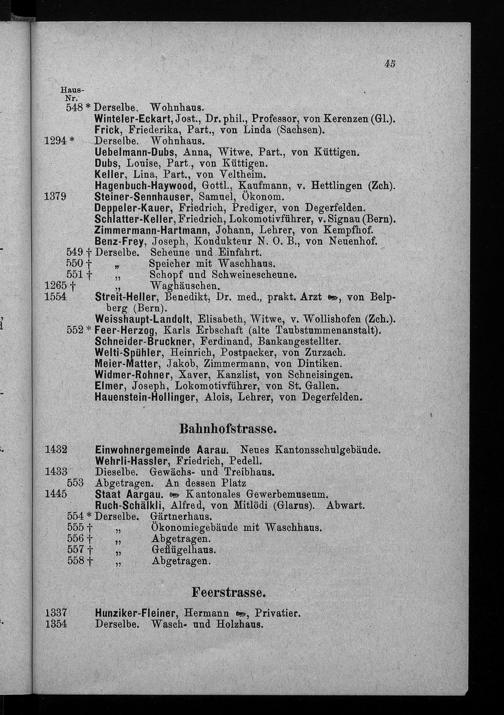 45
Haus-
Nr.
548 * Derselbe. Wohnhaus.
Winteler-Eckart, Jost., Dr. phil., Professor, von Kerenzen (Gl.).
Frick, Friederika, Part., von Linda (Sachsen).
1294 * Derselbe. Wohnhaus.
Uebelmann-Dubs, Anna, Witwe, Part., von Küttigen.
Dubs, Louise, Part., von Küttigen.
Keller, Lina, Part., von Veltheim.
Hagenbuch-Haywood, Gottl., Kaufmann, v. Hettlingen (Zch).
1379 Steiner-Sennhauser, Samuel, Ökonom.
Doppeler-Kauer, Friedrich, Prediger, von Degerfelden.
Schlatter-Keller, Friedrich, Lokomotivführer, v. Signau (Bern).
Zimmermann-Hartmann, Johann, Lehrer, von Kempfhof.
Benz-Frey, Joseph, Kondukteur N. O. B., von Neuenhof.
549 † Derselbe. Scheune und Einfahrt.
550 † „ Speicher mit Waschhaus.
551 † „ Schopf und Schweinescheune.
1265 † „ Waghäuschen.
1554 Streit-Heller, Benedikt, Dr. med., prakt. Arzt, von Belp-
berg (Bern).
Weisshaupt-Landolt, Elisabeth, Witwe, v. Wollishofen (Zch.).
552 * Feer-Herzog, Karls Erbschaft (alte Taubstummenanstalt).
Schneider-Bruckner, Ferdinand, Bankangestellter.
Welti-Spühler, Heinrich, Postpacker, von Zurzach.
Meier-Matter, Jakob, Zimmermann, von Dintiken.
Widmer-Rohner, Xaver, Kanzlist, von Schneisingen.
Elmer, Joseph, Lokomotivführer, von St. Gallen.
Hauenstein-Hollinger, Alois, Lehrer, von Degerfelden.
Bahnhofstrasse.
1432 Einwohnergemeinde Aarau. Neues Kantonsschulgebäude.
Wehrli-Hassler, Friedrich, Pedell.
1433 Dieselbe. Gewächs- und Treibhaus.
553 Abgetragen. An dessen Platz
1445 Staat Aargau. Kantonales Gewerbemuseum.
Ruch-Schälkli, Alfred, von Mitlödi (Glarus). Abwart.
554 * Derselbe. Gärtnerhaus.
555 † „ Ökonomiegebäude mit Waschhaus.
556 † „ Abgetragen.
557 † „ Geflügelhaus.
558 † „ Abgetragen.
Feerstrasse.
1337 Hunziker-Fleiner, Hermann, Privatier.
1354 Derselbe. Wasch- und Holzhaus.